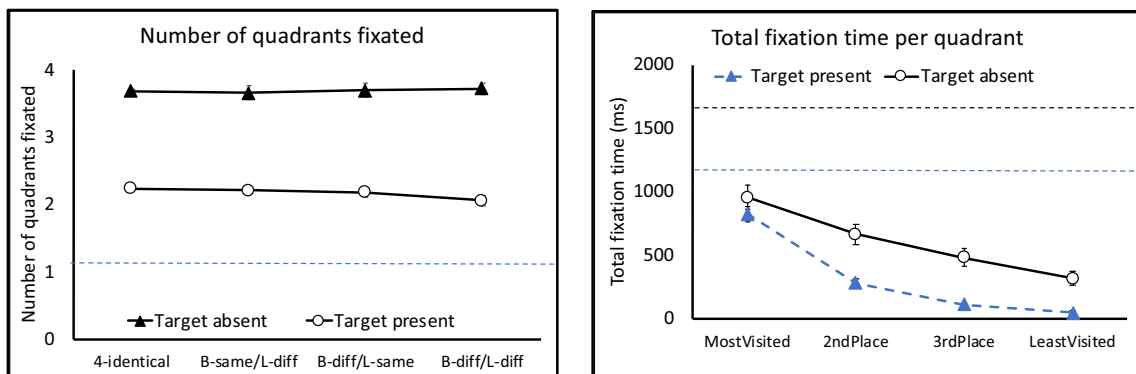 Number of quadrants fixated
Number of quadrants fixated
4
3
2
1
0
Target absent
Target present
4-identical
B-same/L-diff
B-diff/L-same
B-diff/L-diff
Total fixation time per quadrant
Total fixation time (ms)
2000
1500
1000
500
0
Target present
Target absent
MostVisited
2ndPlace
3rdPlace
LeastVisited